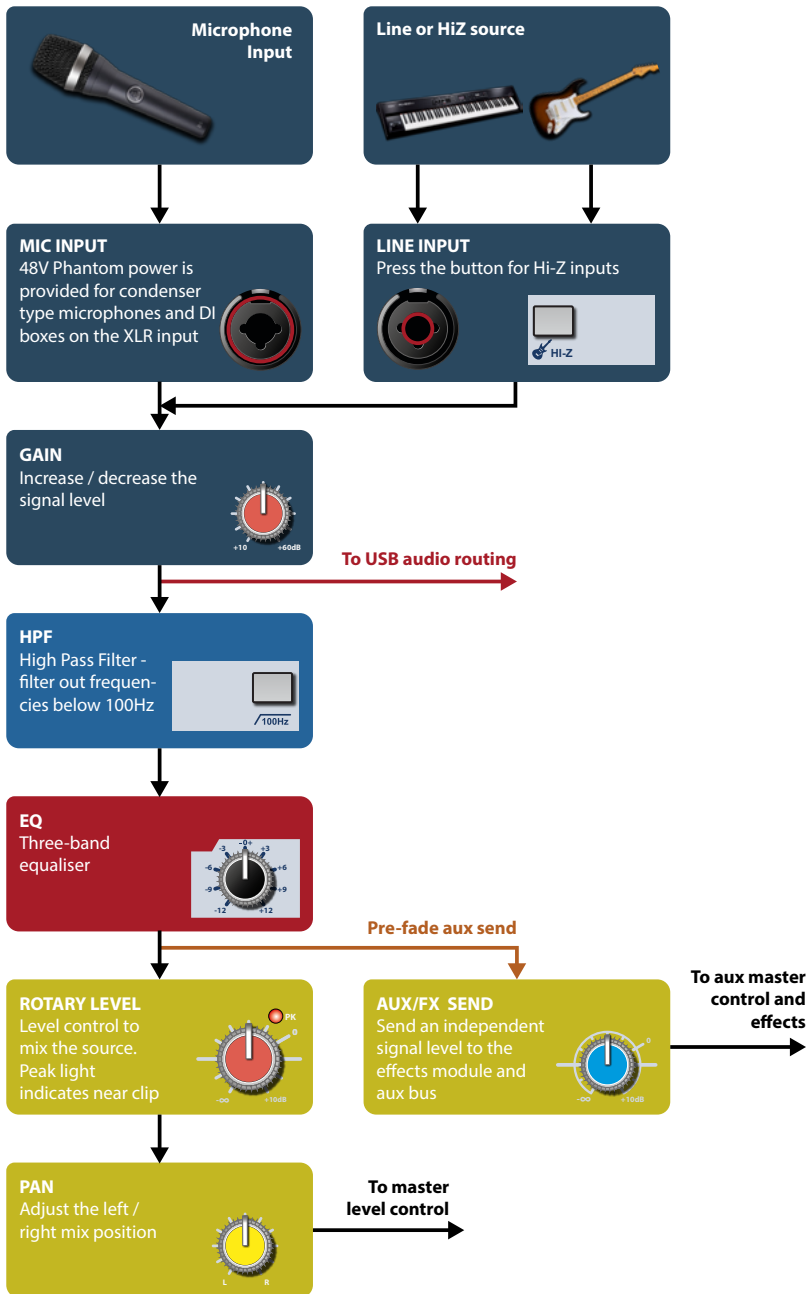 Microphone
Input
Line or HiZ source
MIC INPUT
48V Phantom power is
provided for condenser
type microphones and DI
boxes on the XLR input
LINE INPUT
Press the button for Hi-Z inputs
HI-Z
GAIN
Increase / decrease the
signal level
+10 +60dB
To USB audio routing
HPF
High Pass Filter -
filter out frequen-
cies below 100Hz
100Hz
EQ
Three-band
equaliser
-0+
-3 +3
-6 +6
-9 +9
-12 +12
Pre-fade aux send
ROTARY LEVEL
Level control to
mix the source.
Peak light
indicates near clip
PK
0
-∞ +10dB
AUX/FX SEND
Send an independent
signal level to the
effects module and
aux bus
0
-∞ +10dB
To aux master
control and
effects
PAN
Adjust the left /
right mix position
L R
To master
level control